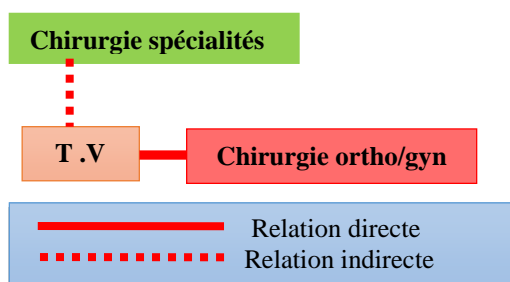 Chirurgie spécialités
T .V
Chirurgie ortho/gyn
Relation directe
Relation indirecte